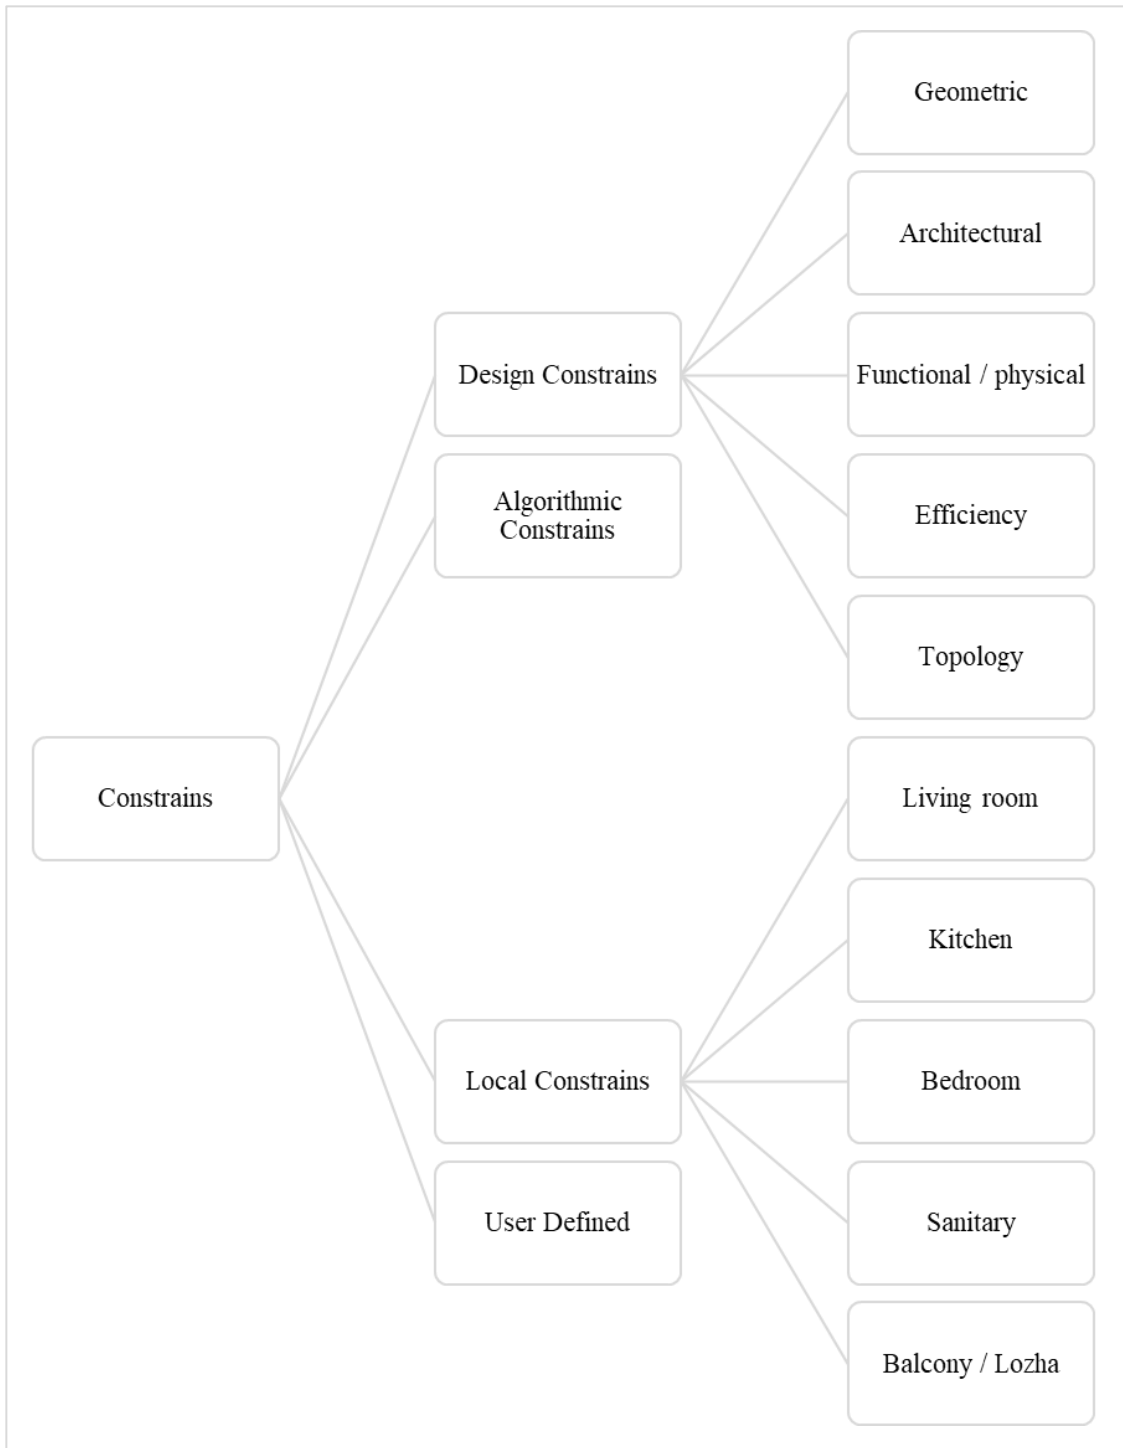 Constrains
Design Constrains
Geometric
Architectural
Functional / physical
Efficiency
Topology
Algorithmic
Constrains
Local Constrains
Living room
Kitchen
Bedroom
Sanitary
Balcony / Lozha
User Defined